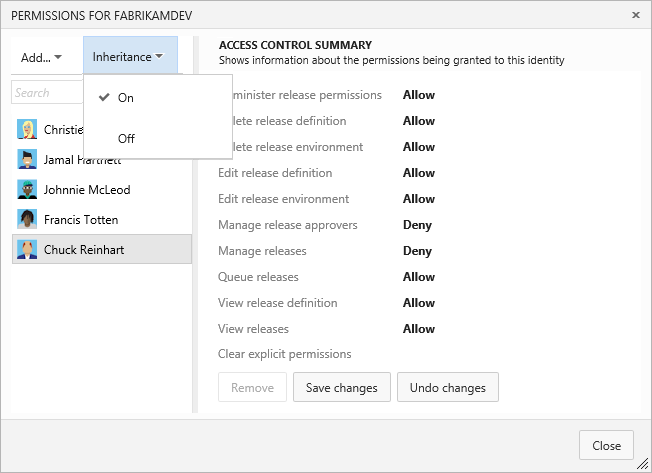 PERMISSIONS FOR FABRIKAMDEV
Add...
Inheritance
On
Off
Search
Christie
Jamal Hartnett
Johnnie McLeod
Francis Totten
Chuck Reinhart
ACCESS CONTROL SUMMARY
Shows information about the permissions being granted to this identity
minister release permissions Allow
lete release definition Allow
lete release environment Allow
Edit release definition Allow
Edit release environment Allow
Manage release approvers Deny
Manage releases Deny
Queue releases Allow
View release definition Allow
View releases Allow
Clear explicit permissions
Remove Save changes Undo changes
Close